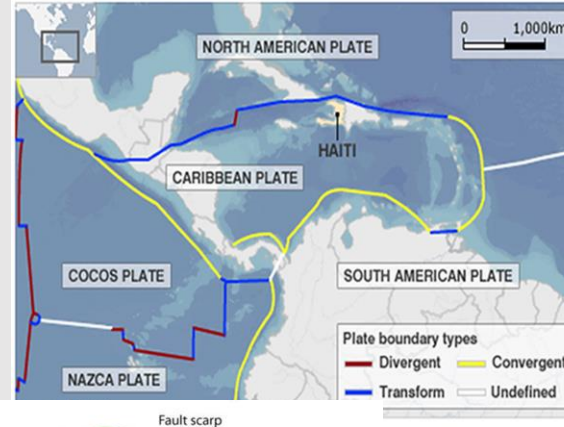 0 1,000km
NORTH AMERICAN PLATE
HAITI
CARIBBEAN PLATE
COCOS PLATE
SOUTH AMERICAN PLATE
NAZCA PLATE
Plate boundary types
Divergent Convergent
Transform Undefined
Fault scarp